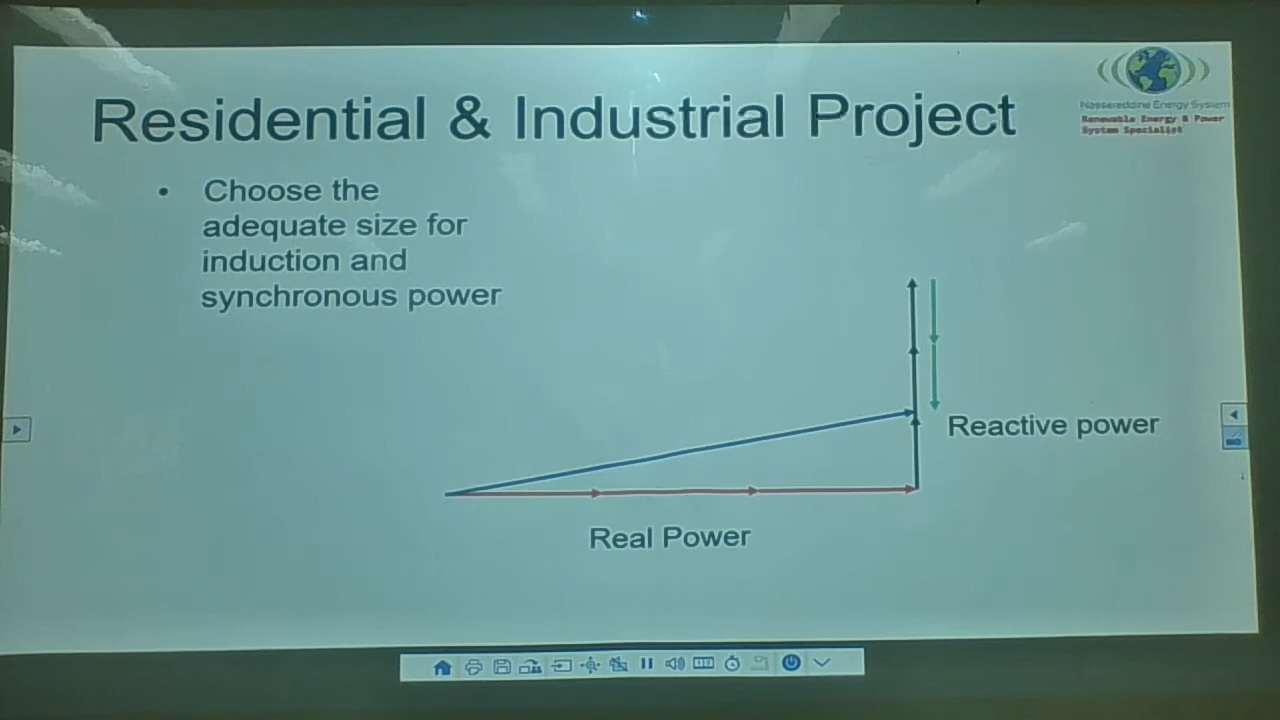 Residential & Industrial Project
Nassereddine Energy System
Renewable Energy & Power
System Specialist
• Choose the
adequate size for
induction and
synchronous power
Reactive power
Real Power